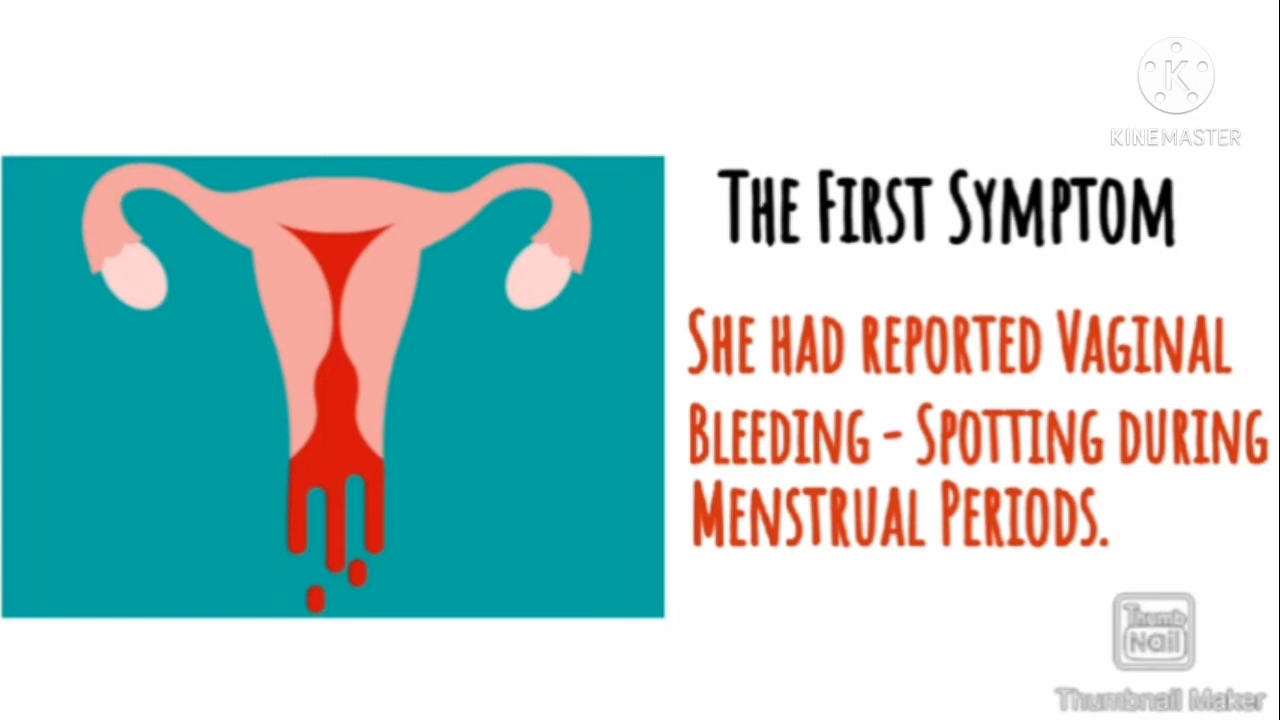 K
KINEMASTER
THE FIRST SYMPTOM
SHE HAD REPORTED VAGINAL
BLEEDING - SPOTTING DURING
MENSTRUAL PERIODS.
Thumb
Nail
Thumbnail Maker